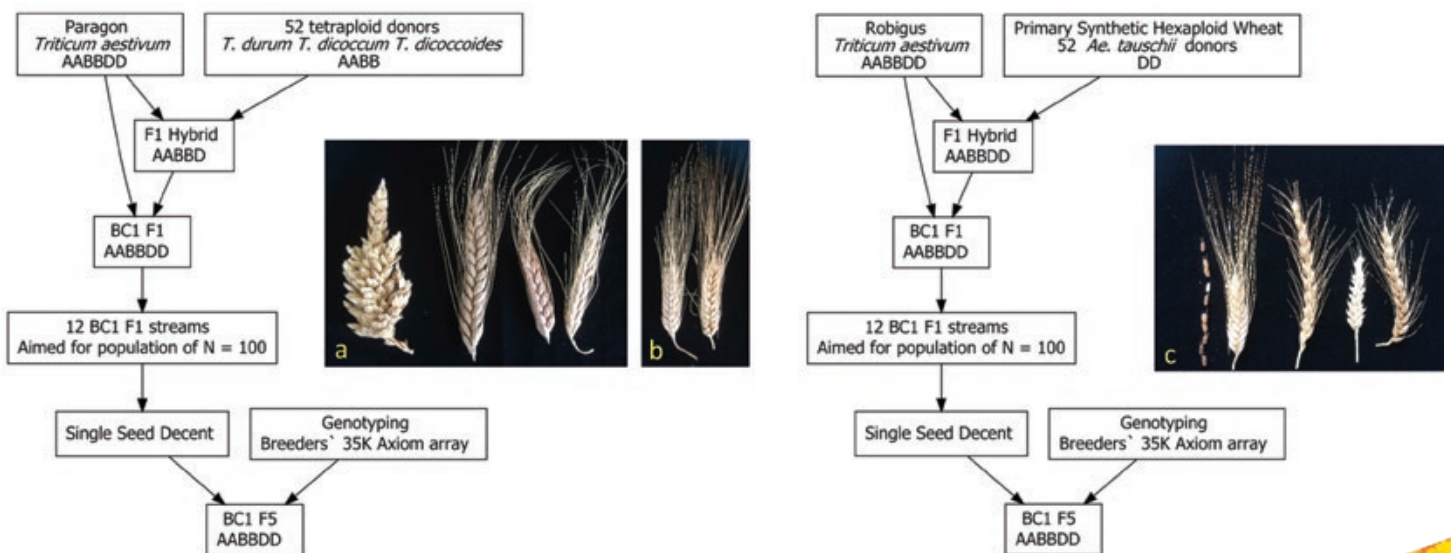 Paragon
Triticum aestivum
AABBDD
52 tetraploid donors
T. durum T. dicoccum T. dicoccoides
AABB
F1 Hybrid
AABBD
BC1 F1
AABBDD
12 BC1 F1 streams
Aimed for population of N = 100
Single Seed Decent
Genotyping
Breeders` 35K Axiom array
BC1 F5
AABBDD
a
b
Robigus
Triticum aestivum
AABBDD
Primary Synthetic Hexaploid Wheat
52 Ae. tauschii donors
DD
F1 Hybrid
AABBDD
BC1 F1
AABBDD
12 BC1 F1 streams
Aimed for population of N = 100
Single Seed Decent
Genotyping
Breeders` 35K Axiom array
BC1 F5
AABBDD
c